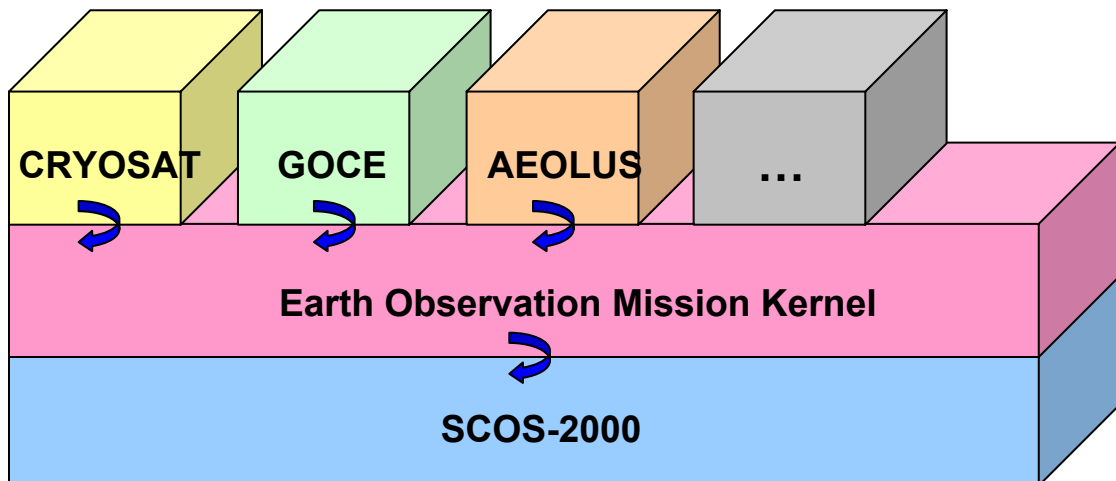 CRYOSAT
GOCE
AEOLUS
...
Earth Observation Mission Kernel
SCOS-2000